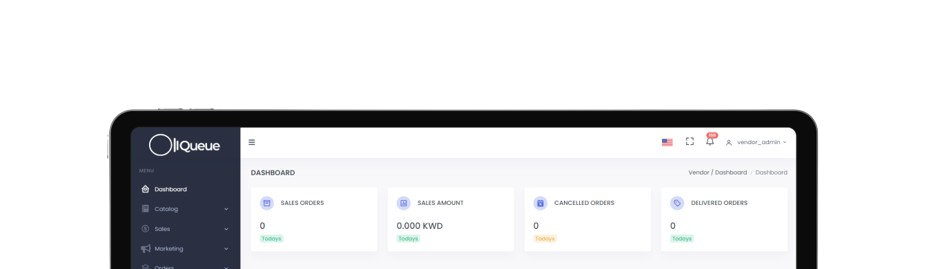 IQueue
vendor_admin
MENU
DASHBOARD
Vendor / Dashboard / Dashboard
Dashboard
Catalog
Sales
Marketing
Orders
SALES ORDERS
0
Todays
SALES AMOUNT
0.000 KWD
Todays
CANCELLED ORDERS
0
Todays
DELIVERED ORDERS
0
Todays